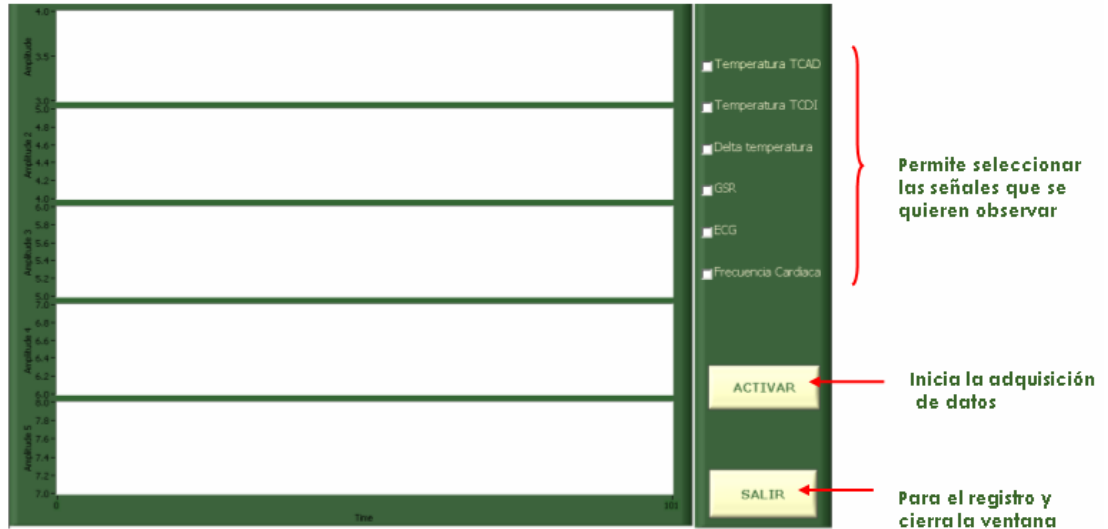 4.0
Amplitude
3.5
3.0
5.0
4.8
Amplitude 2
4.6
4.4
4.2
4.0
6.0
5.8
Amplitude 3
5.6
5.4
5.2
5.0
7.0
6.8
Amplitude 4
6.6
6.4
6.2
6.0
8.0
7.8
Amplitude 5
7.6
7.4
7.2
7.0
0
101
Time
Temperatura TCAD
Temperatura TCDI
Delta temperatura
GSR
ECG
Frecuencia Cardiaca
Permite seleccionar
las señales que se
quieren observar
ACTIVAR
Inicia la adquisición
de datos
SALIR
Para el registro y
cierra la ventana